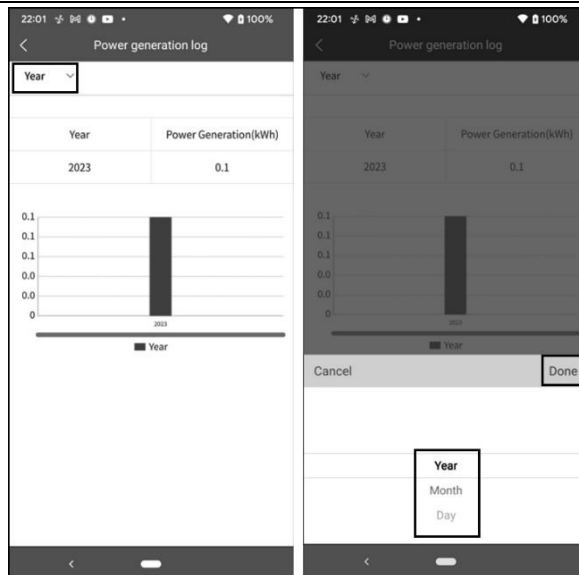 22:01
100%
Power generation log
Year
Year Power Generation(kWh)
2023 0.1
0.1
0.1
0.1
0.0
0.0
0
2023
Year
22:01
100%
Power generation log
Year
Year Power Generation(kWh)
2023 0.1
0.1
0.1
0.1
0.0
0.0
0
2023
Year
Cancel Done
Year
Month
Day